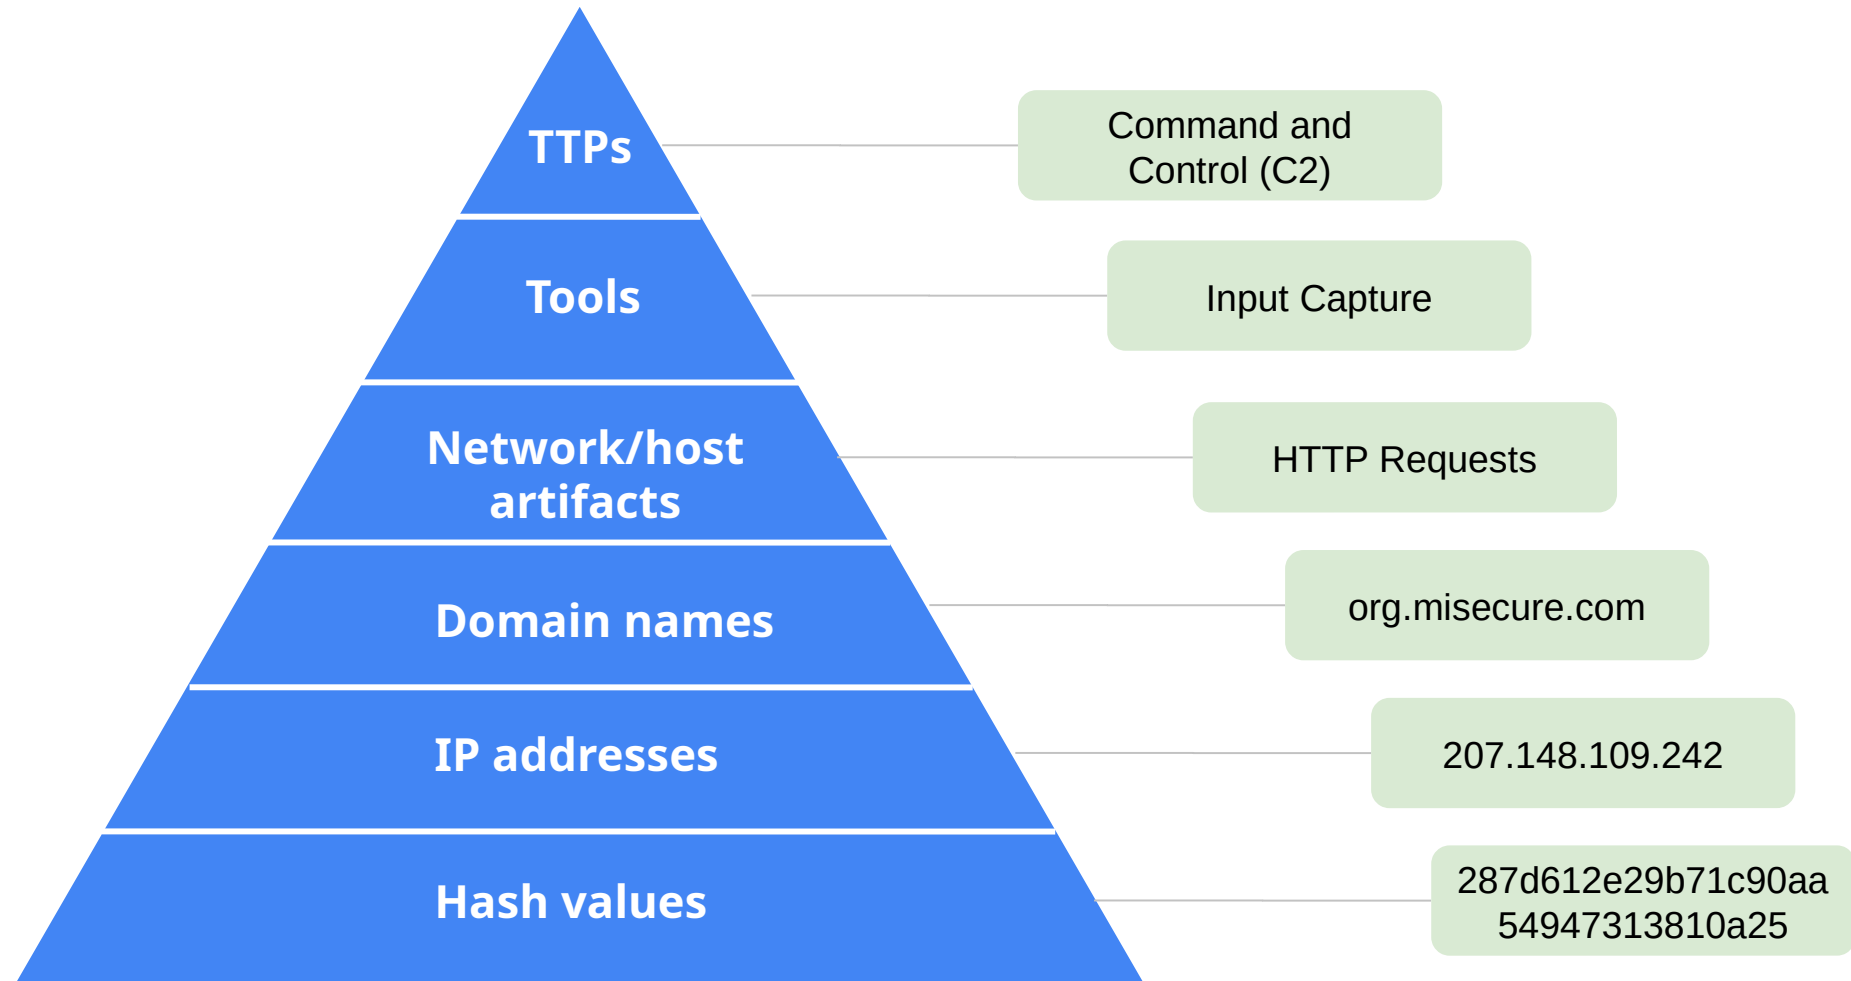 TTPs
Command and
Control (C2)
Tools
Input Capture
Network/host
artifacts
HTTP Requests
Domain names
org.misecure.com
IP addresses
207.148.109.242
Hash values
287d612e29b71c90aa
54947313810a25